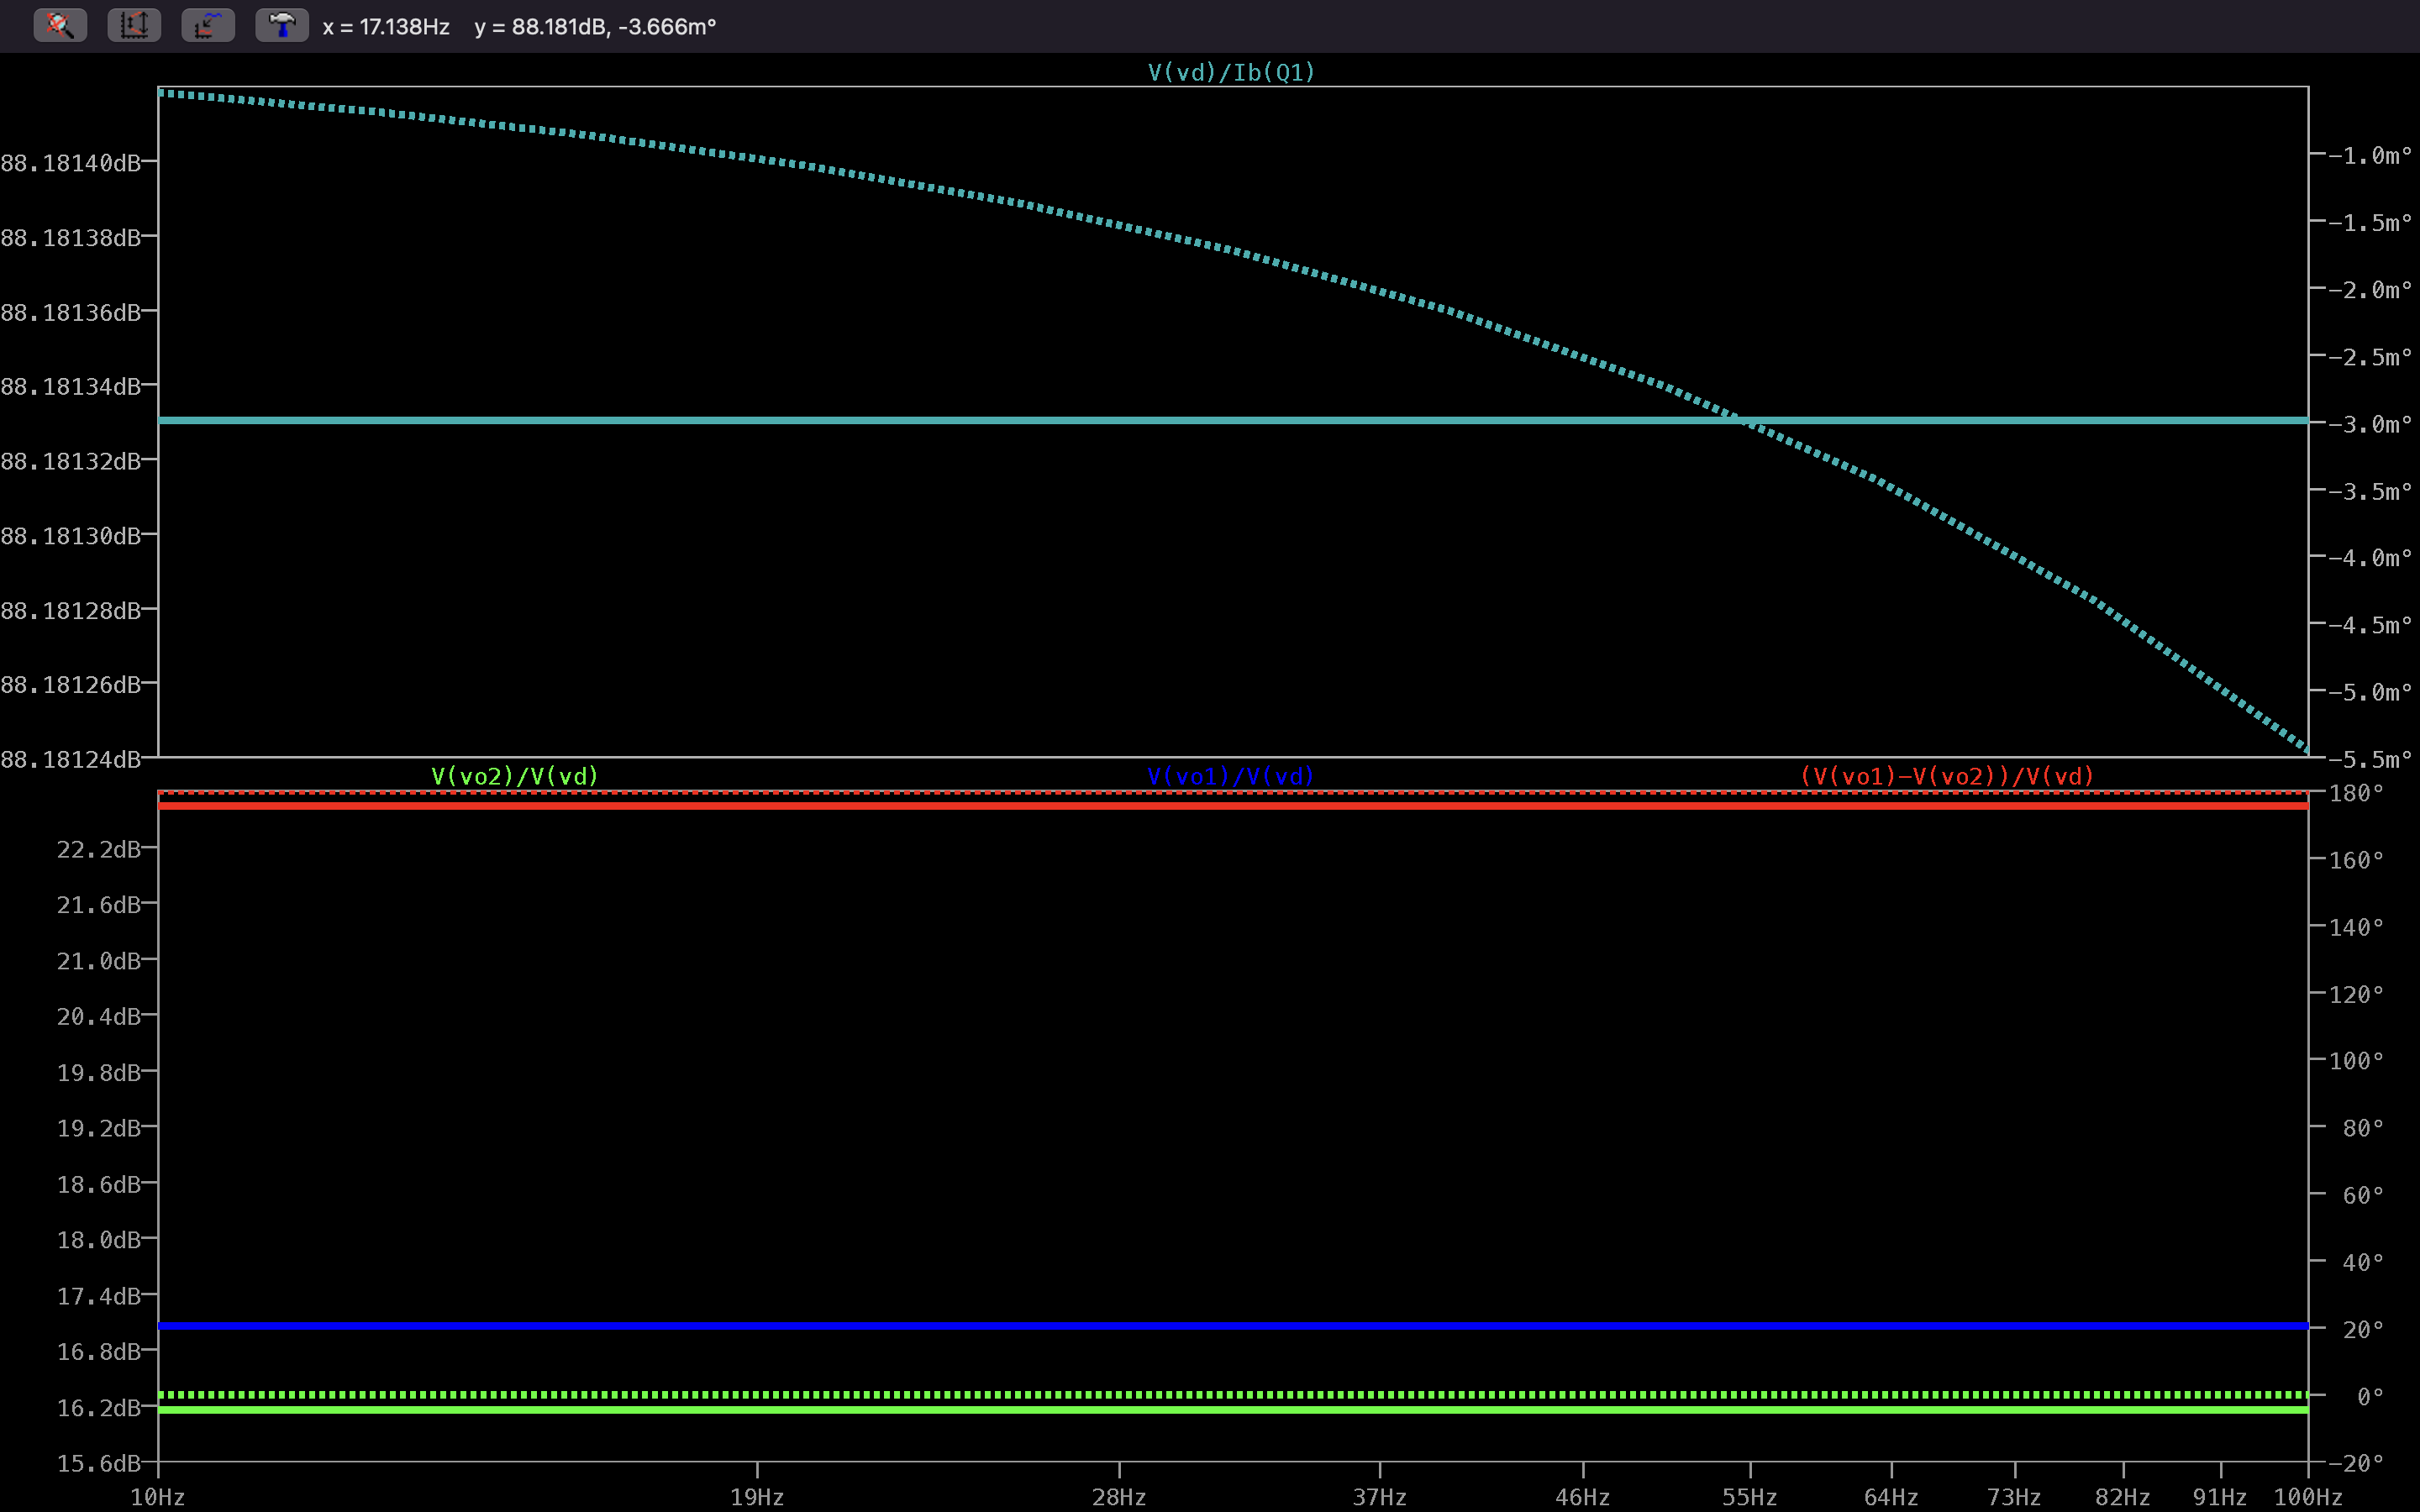 x = 17.138Hz y = 88.181dB, -3.666m°
V(vd)/Ib(Q1)
88.18140dB
88.18138dB
88.18136dB
88.18134dB
88.18132dB
88.18130dB
88.18128dB
88.18126dB
88.18124dB
-1.0m°
-1.5m°
-2.0m°
-2.5m°
-3.0m°
-3.5m°
-4.0m°
-4.5m°
-5.0m°
-5.5m°
V(vo2)/V(vd) V(vo1)/V(vd) (V(vo1)-V(vo2))/V(vd)
22.2dB
21.6dB
21.0dB
20.4dB
19.8dB
19.2dB
18.6dB
18.0dB
17.4dB
16.8dB
16.2dB
15.6dB
180°
160°
140°
120°
100°
80°
60°
40°
20°
0°
-20°
10Hz 19Hz 28Hz 37Hz 46Hz 55Hz 64Hz 73Hz 82Hz 91Hz 100Hz